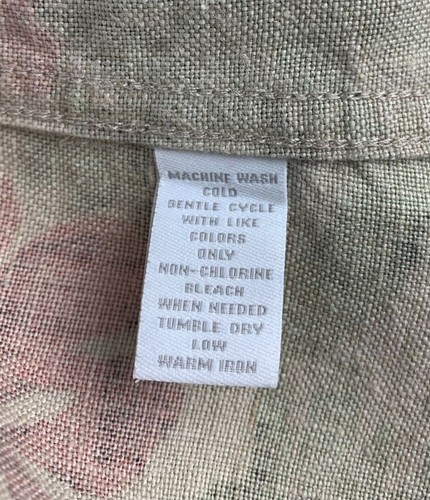 MACHINE WASH
COLD
GENTLE CYCLE
WITH LIKE
COLORS
ONLY
NON-CHLORINE
BLEACH
WHEN NEEDED
TUMBLE DRY
LOW
WARM IRON